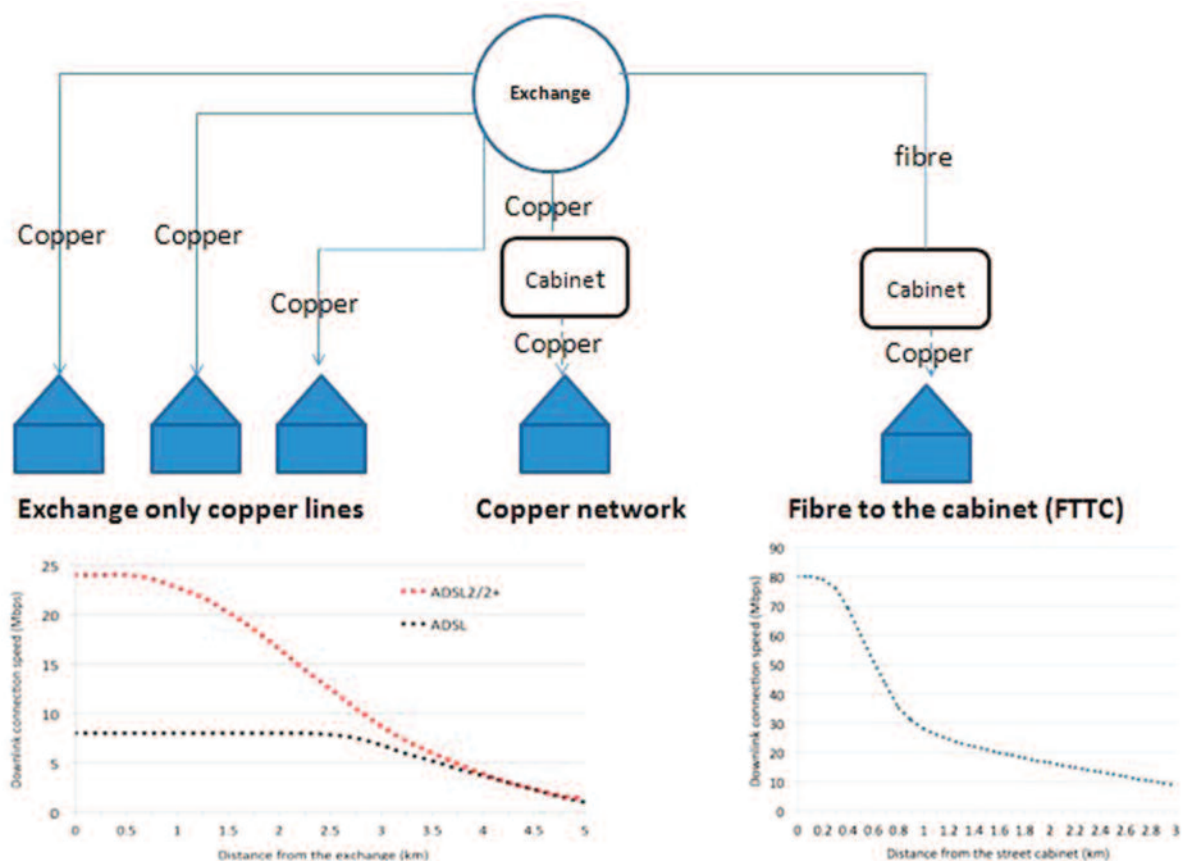 Exchange
fibre
Copper
Copper
Copper
Copper
Cabinet
Cabinet
Copper
Copper
Copper
Exchange only copper lines
Copper network
Fibre to the cabinet (FTTC)
Downlink connection speed (Mbps)
25
20
15
10
5
0
ADSL2/2+
ADSL
0 0.5 1 1.5 2 2.5 3 3.5 4 4.5 5
Distance from the exchange (km)
Downlink connection speed (Mbps)
90
80
70
60
50
40
30
20
10
0
0 0.2 0.4 0.6 0.8 1 1.2 1.4 1.6 1.8 2 2.2 2.4 2.6 2.8 3
Distance from the street cabinet (km)